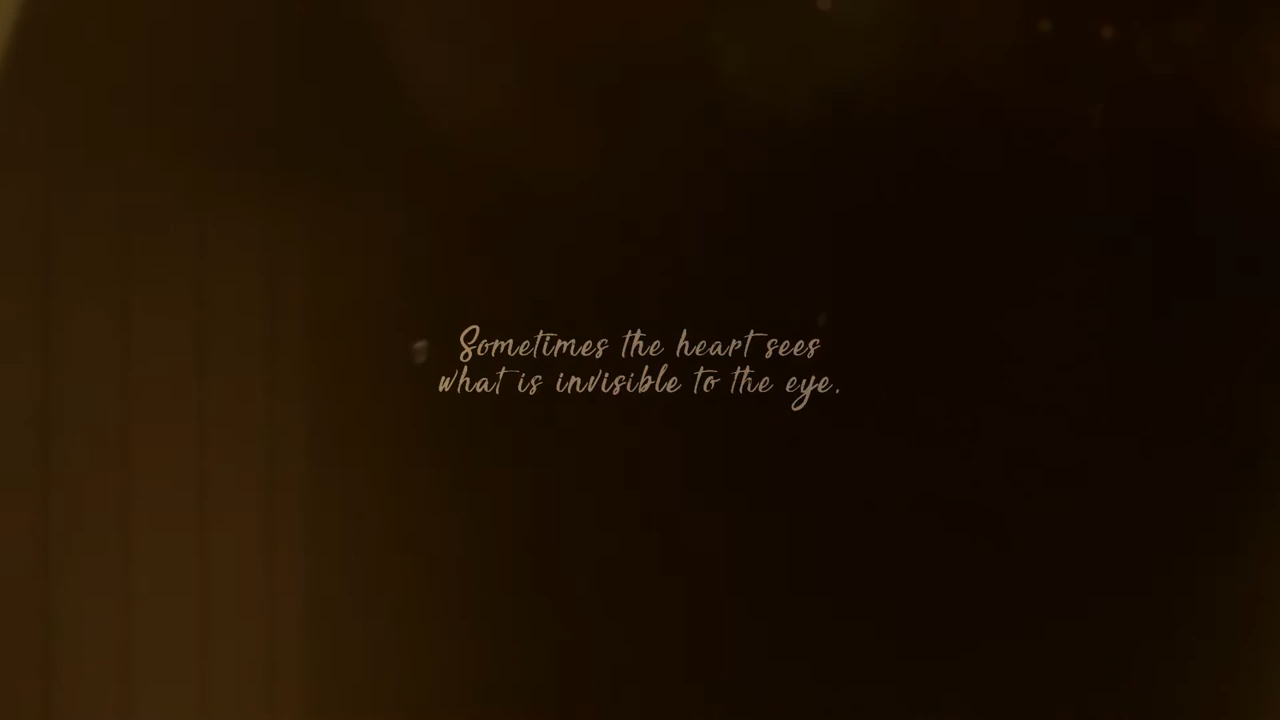 Sometimes the heart sees
what is invisible to the eye.